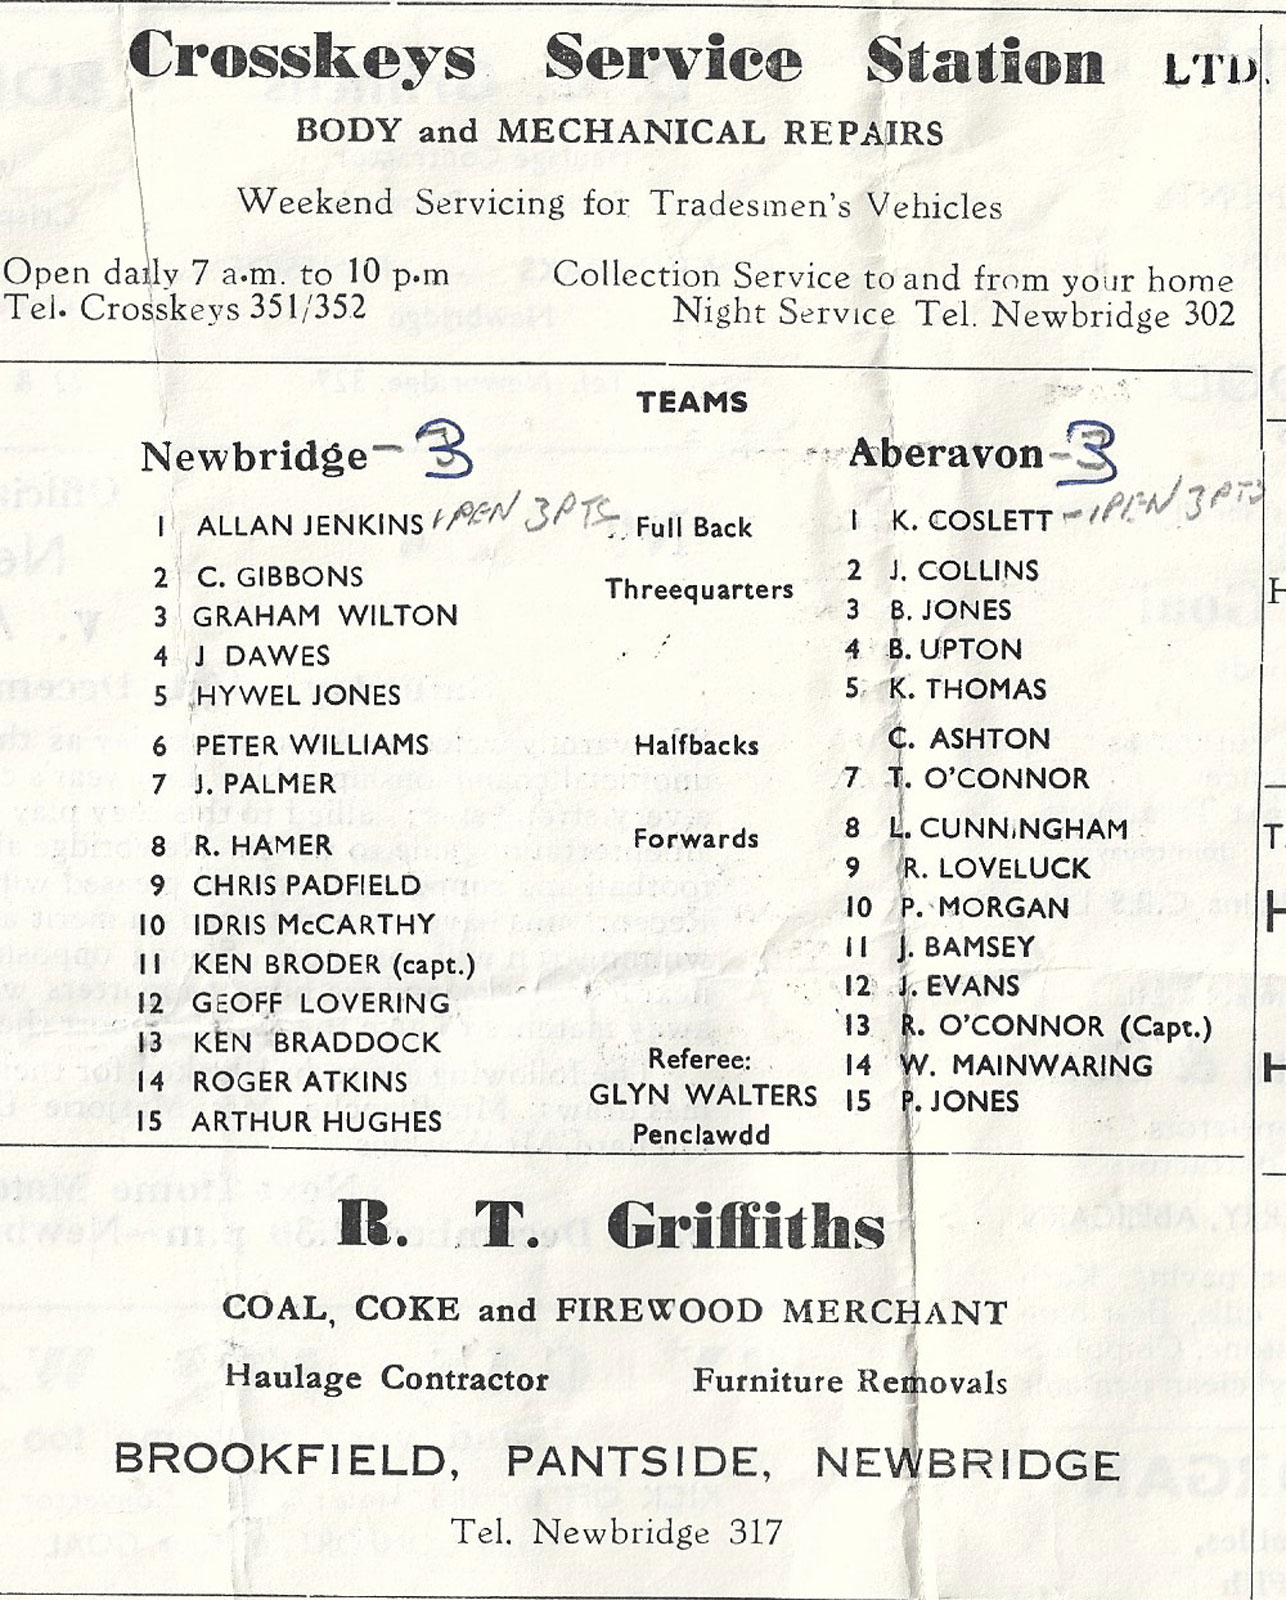 Crosskeys Service Station LTD.
BODY and MECHANICAL REPAIRS
Weekend Servicing for Tradesmen's Vehicles
Open daily 7 a.m. to 10 p.m
Tel. Crosskeys 351/352
Collection Service to and from your home
Night Service Tel. Newbridge 302
TEAMS
Newbridge - 3
1 ALLAN JENKINS 1 PEN 3 PTS
2 C. GIBBONS
3 GRAHAM WILTON
4 J DAWES
5 HYWEL JONES
6 PETER WILLIAMS
7 J. PALMER
8 R. HAMER
9 CHRIS PADFIELD
10 IDRIS McCARTHY
11 KEN BRODER (capt.)
12 GEOFF LOVERING
13 KEN BRADDOCK
14 ROGER ATKINS
15 ARTHUR HUGHES
Full Back
Threequarters
Halfbacks
Forwards
Referee:
GLYN WALTERS
Penclawdd
Aberavon - 3
1 K. COSLETT - 1 PEN 3 PTS
2 J. COLLINS
3 B. JONES
4 B. UPTON
5. K. THOMAS
C. ASHTON
7 T. O'CONNOR
8 L. CUNNiNGHAM
9 R. LOVELUCK
10 P. MORGAN
11 J. BAMSEY
12 J. EVANS
13 R. O'CONNOR (Capt.)
14 W. MAINWARING
15 P. JONES
R. T. Griffiths
COAL, COKE and FIREWOOD MERCHANT
Haulage Contractor Furniture Removals
BROOKFIELD, PANTSIDE, NEWBRIDGE
Tel. Newbridge 317